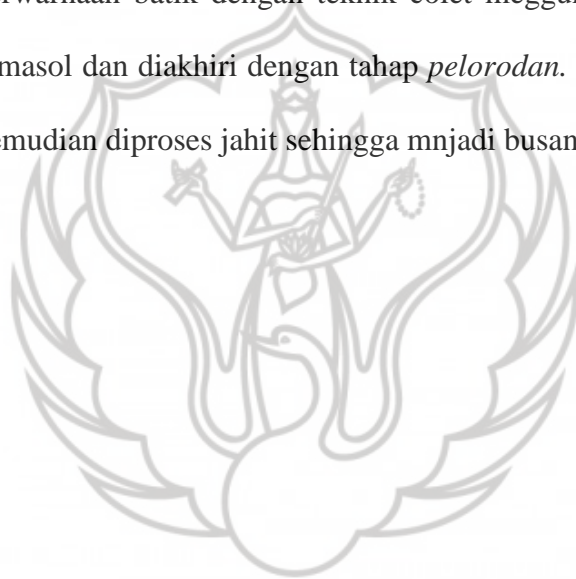 rwarnaan batik dengan teknik colet menggu
masol dan diakhiri dengan tahap pelorodan.
emudian diproses jahit sehingga mnjadi busan